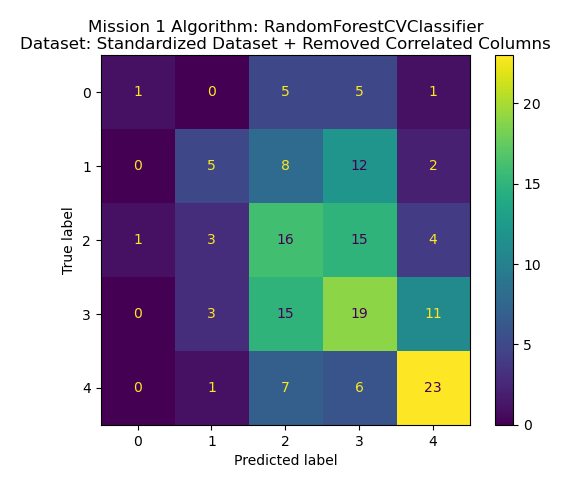 Mission 1 Algorithm: RandomForestCVClassifier
Dataset: Standardized Dataset + Removed Correlated Columns
True label
0 1 0 5 5 1
1 0 5 8 12 2
2 1 3 16 15 4
3 0 3 15 19 11
4 0 1 7 6 23
0 1 2 3 4
Predicted label
20
15
10
5
0